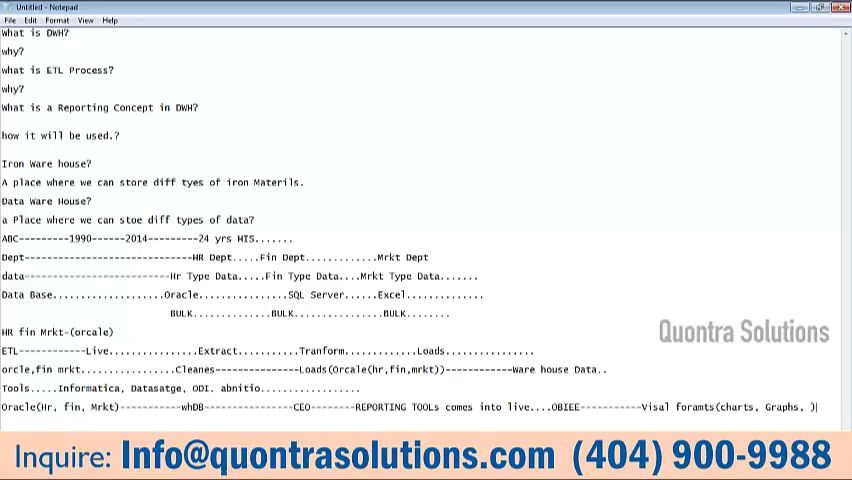 Untitled - Notepad
File Edit Format View Help
What is DWH?
why?
what is ETL Process?
why?
What is a Reporting Concept in DWH?
how it will be used.?
Iron Ware house?
A place where we can store diff tyes of iron Materils.
Data Ware House?
a Place where we can stoe diff types of data?
ABC---------1990------2014---------24 yrs HIS.......
Dept-----------------------------HR Dept.....Fin Dept.............Mrkt Dept
data-------------------------Hr Type Data....Fin Type Data....Mrkt Type Data.......
Data Base....................Oracle................SQL Server......Excel..............
BULK..............BULK....................BULK........
HR fin Mrkt-(orcale)
ETL------------Live................Extract...........Tranform.............Loads................
orcle,fin mrkt.................Cleanes---------------Loads(Orcale(hr,fin,mrkt))------------Ware house Data..
Tools.....Informatica, Datasatge, ODI. abnitio..................
Oracle(Hr, fin, Mrkt)-----------whDB----------------CEO-------REPORTING TOOLs comes into live....OBIEE-----------Visal foramts(charts, Graphs, )
Quontra Solutions
Inquire: Info@quontrasolutions.com (404) 900-9988